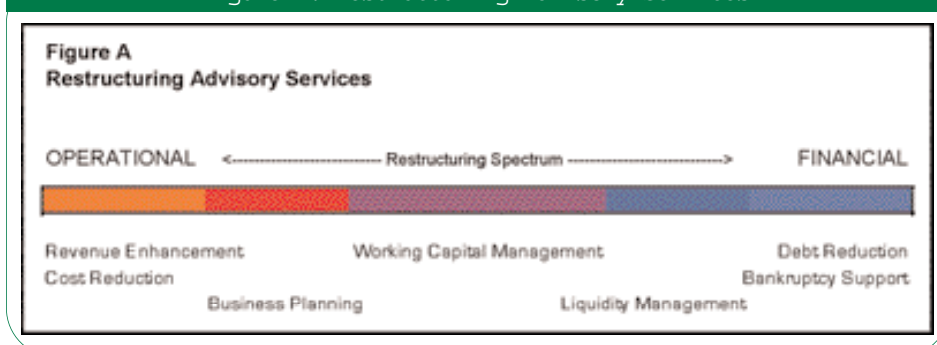 Figure A
Restructuring Advisory Services
OPERATIONAL <---------------------------- Restructuring Spectrum ----------------------------> FINANCIAL
Revenue Enhancement Working Capital Management Debt Reduction
Cost Reduction Bankruptcy Support
Business Planning Liquidity Management